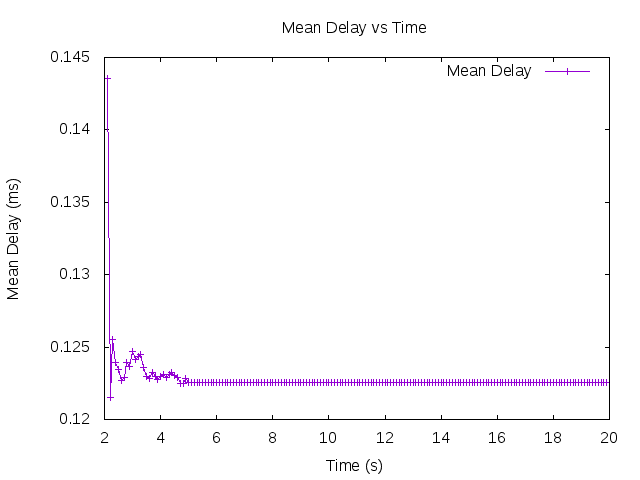 Mean Delay vs Time
Mean Delay
0.145
0.14
0.135
0.13
0.125
0.12
Mean Delay (ms)
2 4 6 8 10 12 14 16 18 20
Time (s)